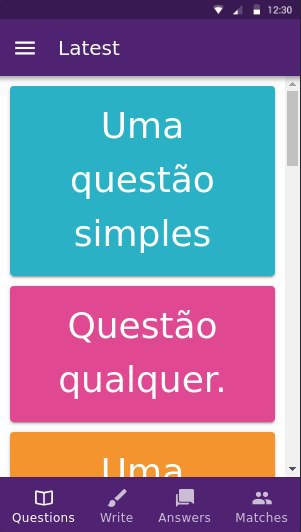 12:30
Latest
Uma
questão
simples
Questão
qualquer.
Uma
Questions Write Answers Matches